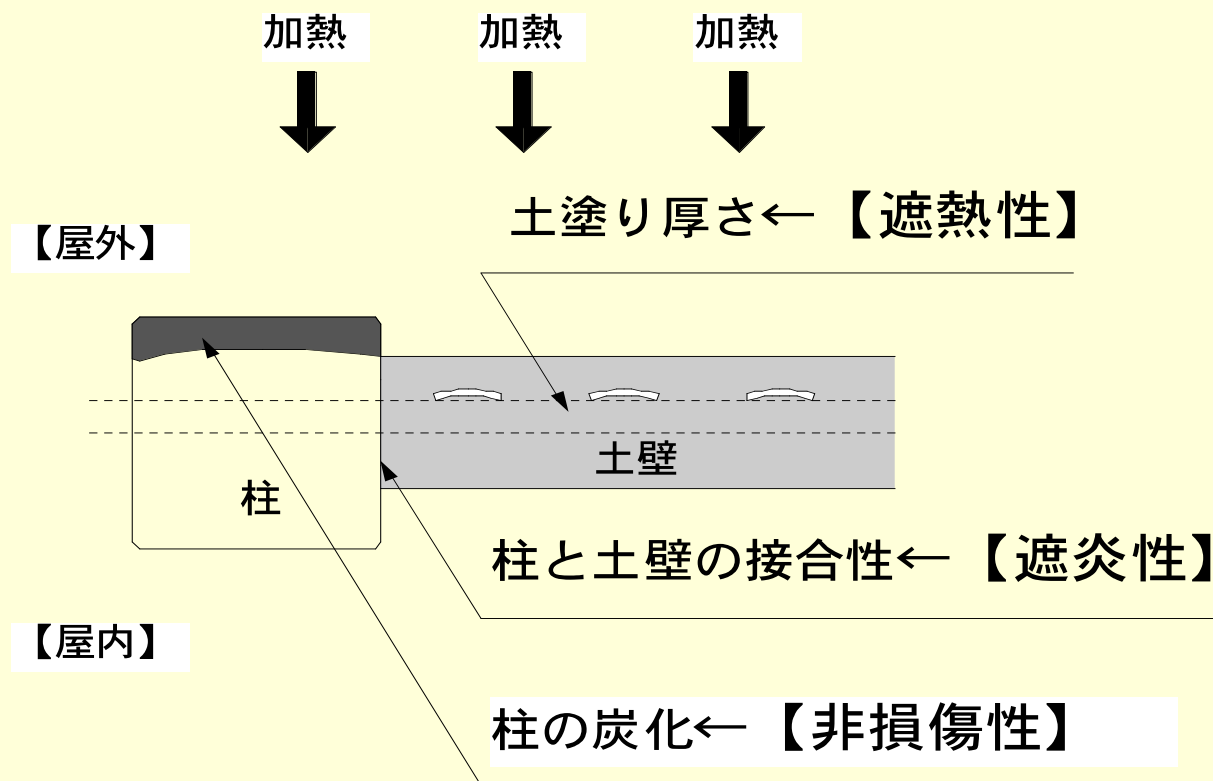 加熱 加熱 加熱
土塗り厚さ←【遮熱性】
【屋外】
土壁
柱
柱と土壁の接合性←【遮炎性】
【屋内】
柱の炭化←【非損傷性】